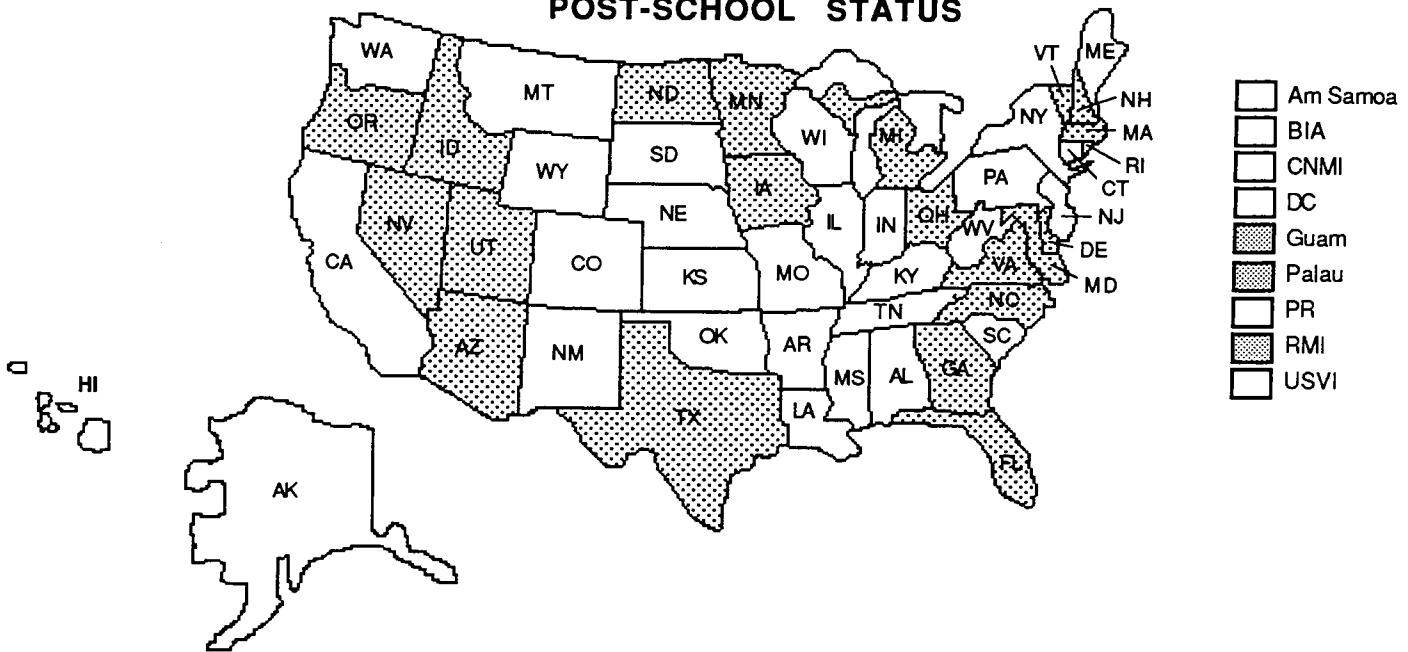 POST-SCHOOL STATUS
WA
MT
ND
MN
VT
ME
NH
MA
RI
CT
NJ
DE
MD
OR
ID
WY
SD
WI
MI
NY
PA
NV
UT
CO
NE
IA
IL
IN
OH
WV
VA
CA
KS
MO
KY
NC
AZ
NM
OK
AR
TN
SC
TX
LA
MS
AL
GA
FL
HI
AK
Am Samoa
BIA
CNMI
DC
Guam
Palau
PR
RMI
USVI